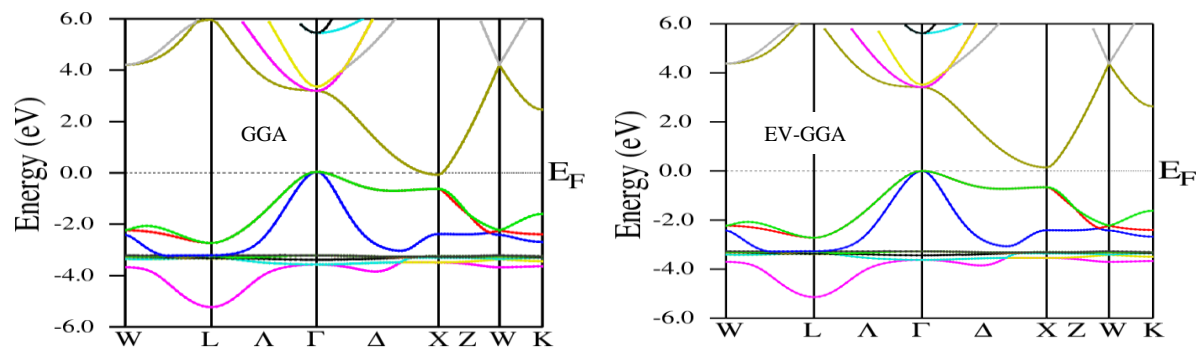 6.0
4.0
2.0
0.0
-2.0
-4.0
-6.0
Energy (eV)
GGA
E_F
W L Λ Γ Δ X Z W K
6.0
4.0
2.0
0.0
-2.0
-4.0
-6.0
Energy (eV)
EV-GGA
E_F
W L Λ Γ Δ X Z W K